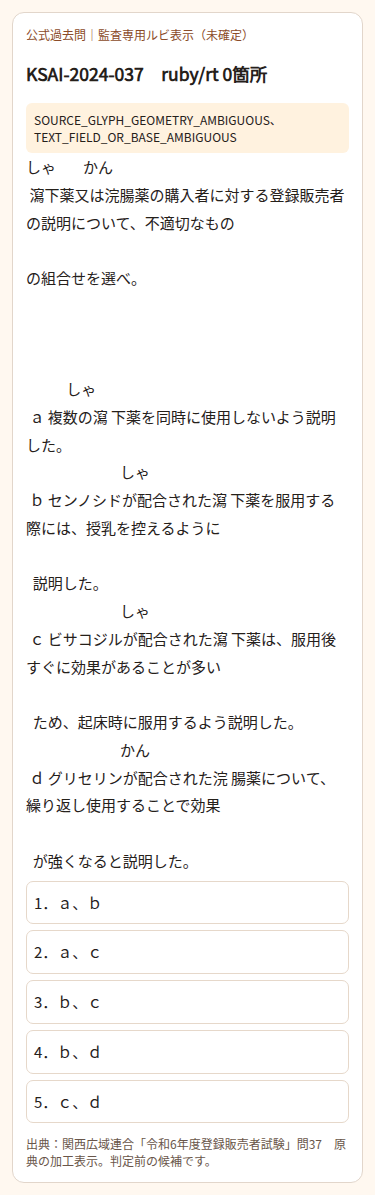 公式過去問｜監査専用ルビ表示（未確定）
KSAI-2024-037　ruby/rt 0箇所
SOURCE_GLYPH_GEOMETRY_AMBIGUOUS、
TEXT_FIELD_OR_BASE_AMBIGUOUS
しゃ　　かん
瀉下薬又は浣腸薬の購入者に対する登録販売者
の説明について、不適切なもの
の組合せを選べ。
しゃ
ａ 複数の瀉 下薬を同時に使用しないよう説明
した。
しゃ
ｂ センノシドが配合された瀉 下薬を服用する
際には、授乳を控えるように
説明した。
しゃ
ｃ ビサコジルが配合された瀉 下薬は、服用後
すぐに効果があることが多い
ため、起床時に服用するよう説明した。
かん
ｄ グリセリンが配合された浣 腸薬について、
繰り返し使用することで効果
が強くなると説明した。
1．ａ、ｂ
2．ａ、ｃ
3．ｂ、ｃ
4．ｂ、ｄ
5．ｃ、ｄ
出典：関西広域連合「令和6年度登録販売者試験」問37　原
典の加工表示。判定前の候補です。